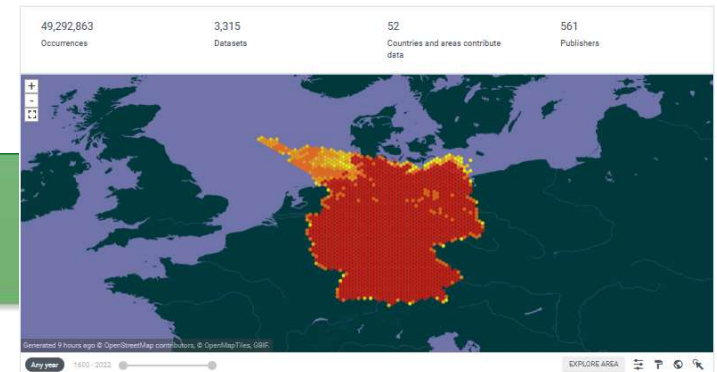 49,292,863
Occurrences
3,315
Datasets
52
Countries and areas contribute
data
561
Publishers
+
-
Generated 9 hours ago © OpenStreetMap contributors, © OpenMapTiles, GBIF.
Any year 1600 - 2022
EXPLORE AREA